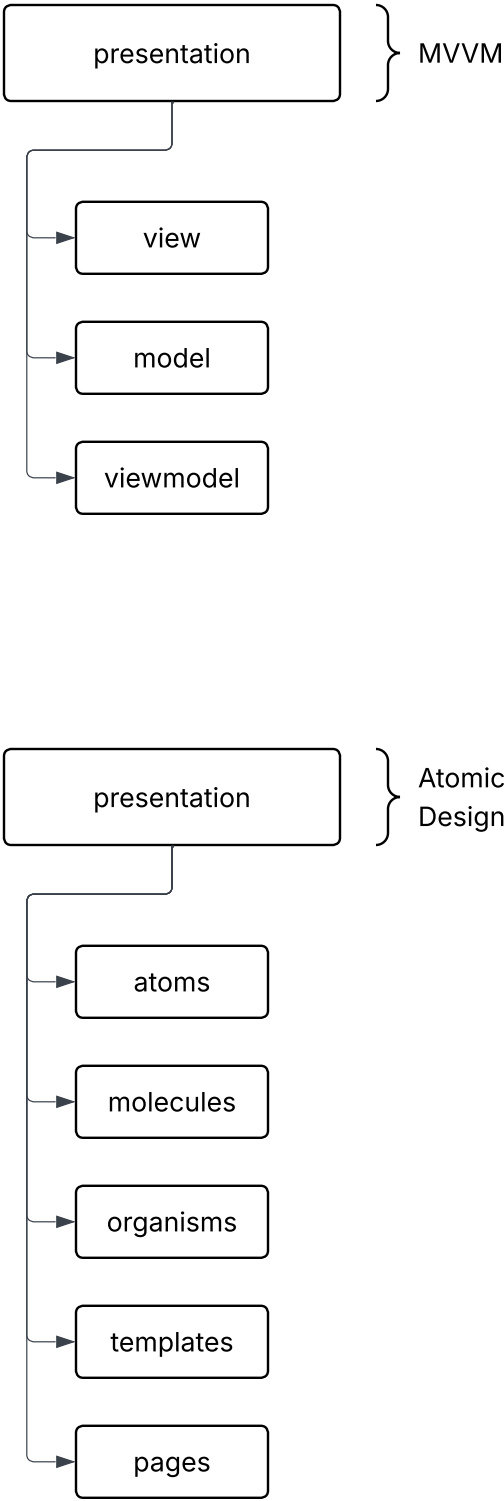 presentation
MVVM
view
model
viewmodel
presentation
Atomic
Design
atoms
molecules
organisms
templates
pages